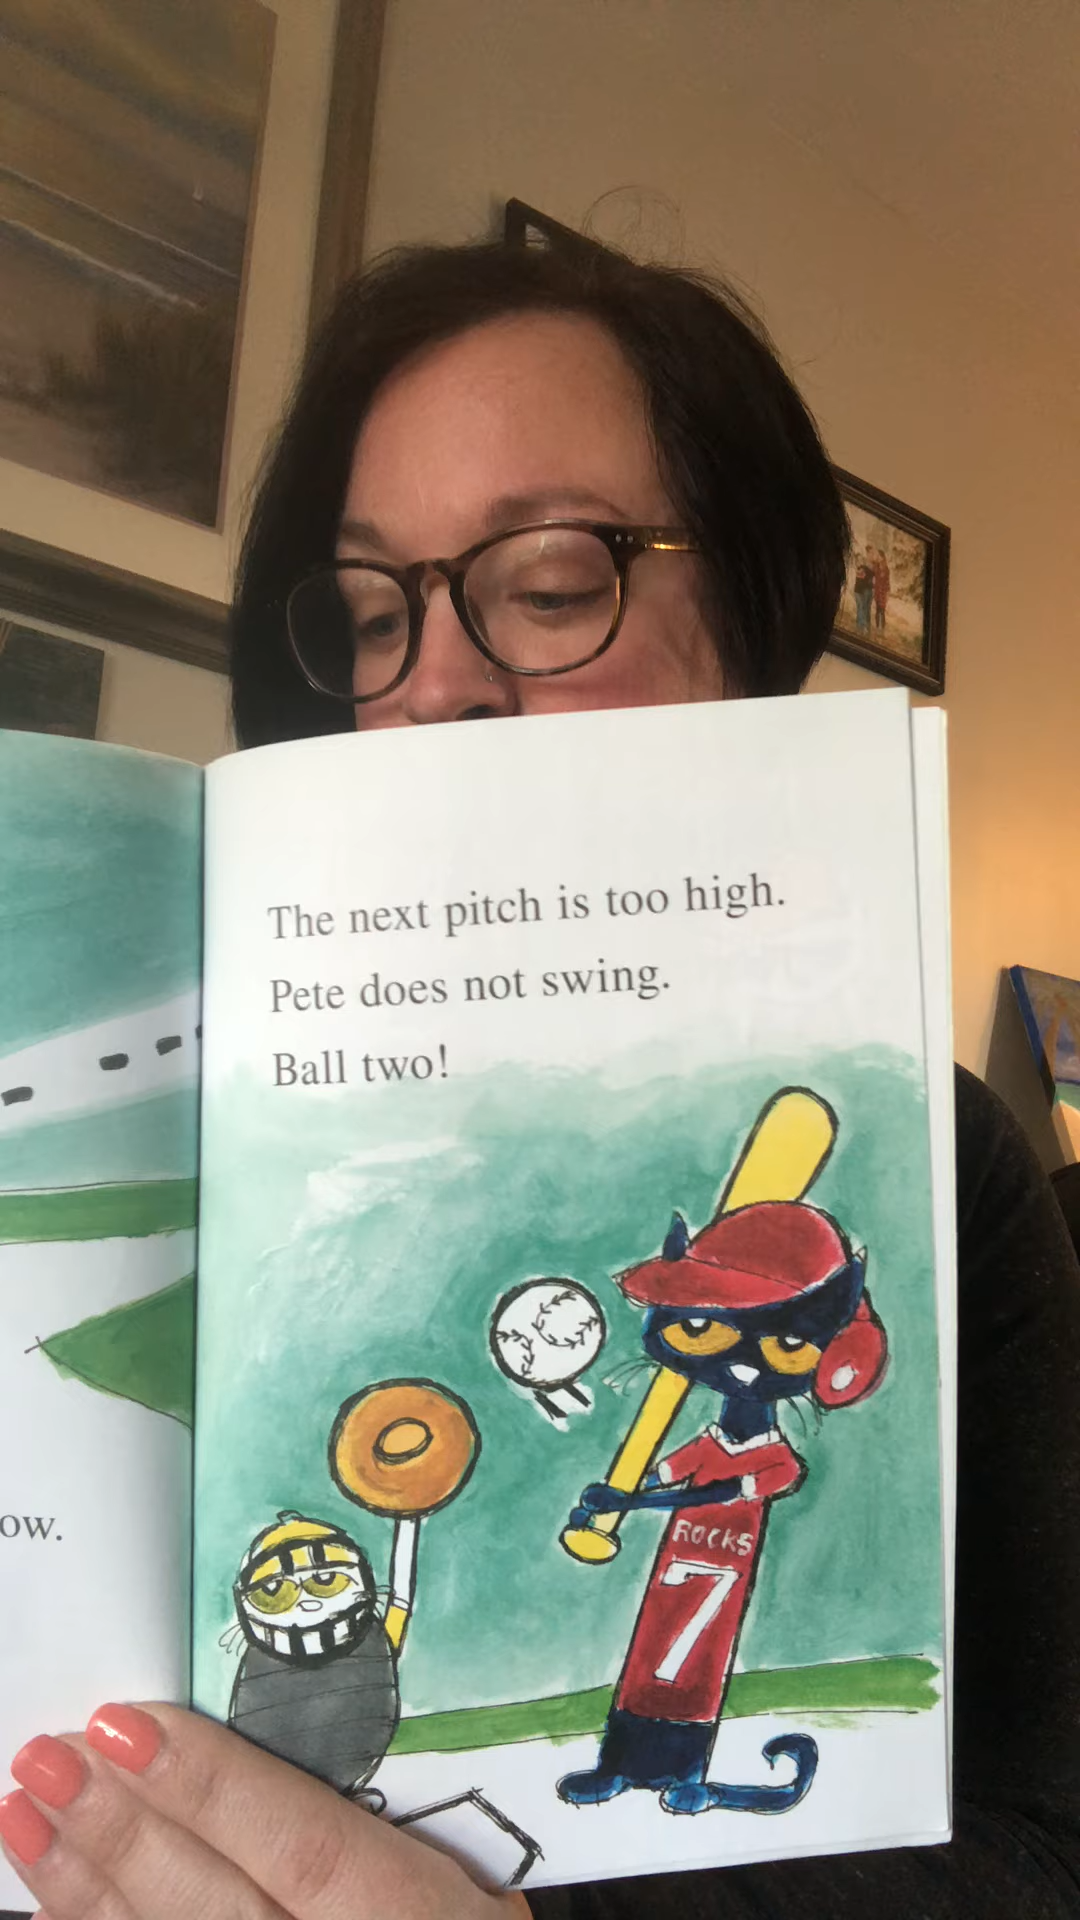 The next pitch is too high.
Pete does not swing.
Ball two!
ROCKS
7
ow.